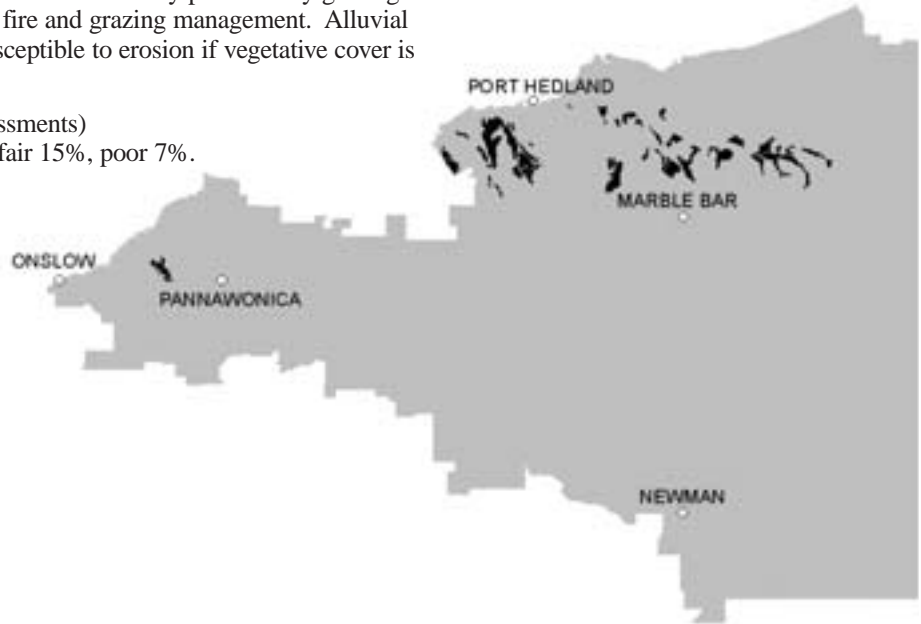 fire and grazing management.  Alluvial
sceptible to erosion if vegetative cover is
ssments)
fair 15%, poor 7%.
PORT HEDLAND
MARBLE BAR
ONSLOW
PANNAWONICA
NEWMAN